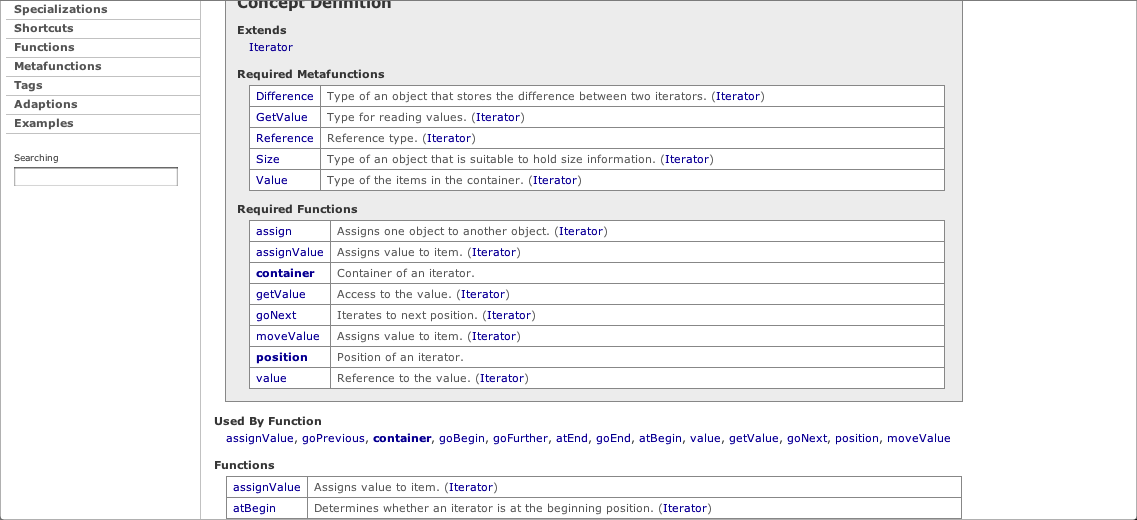 Specializations
Shortcuts
Functions
Metafunctions
Tags
Adaptions
Examples
Searching
Concept Definition
Extends
Iterator
Required Metafunctions
Difference Type of an object that stores the difference between two iterators. (Iterator)
GetValue Type for reading values. (Iterator)
Reference Reference type. (Iterator)
Size Type of an object that is suitable to hold size information. (Iterator)
Value Type of the items in the container. (Iterator)
Required Functions
assign Assigns one object to another object. (Iterator)
assignValue Assigns value to item. (Iterator)
container Container of an iterator.
getValue Access to the value. (Iterator)
goNext Iterates to next position. (Iterator)
moveValue Assigns value to item. (Iterator)
position Position of an iterator.
value Reference to the value. (Iterator)
Used By Function
assignValue, goPrevious, container, goBegin, goFurther, atEnd, goEnd, atBegin, value, getValue, goNext, position, moveValue
Functions
assignValue Assigns value to item. (Iterator)
atBegin Determines whether an iterator is at the beginning position. (Iterator)